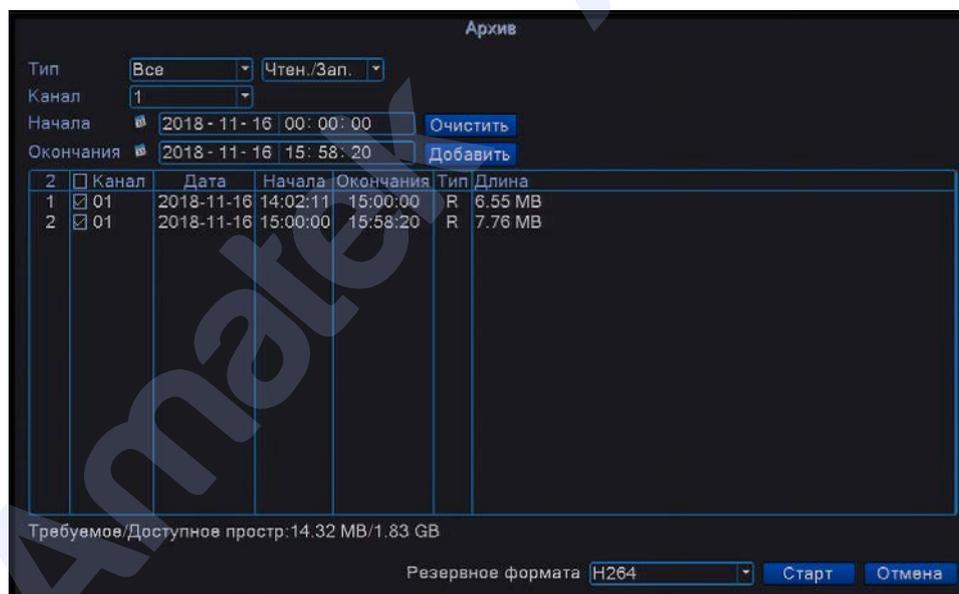 Архив
Тип Все Чтен./Зап.
Канал 1
Начала 2018-11-16 00:00:00 Очистить
Окончания 2018-11-16 15:58:20 Добавить
2 Канал Дата Начала Окончания Тип Длина
1 01 2018-11-16 14:02:11 15:00:00 R 6.55 MB
2 01 2018-11-16 15:00:00 15:58:20 R 7.76 MB
Требуемое/Доступное простр:14.32 MB/1.83 GB
Резервное формата H264 Старт Отмена
Amatek